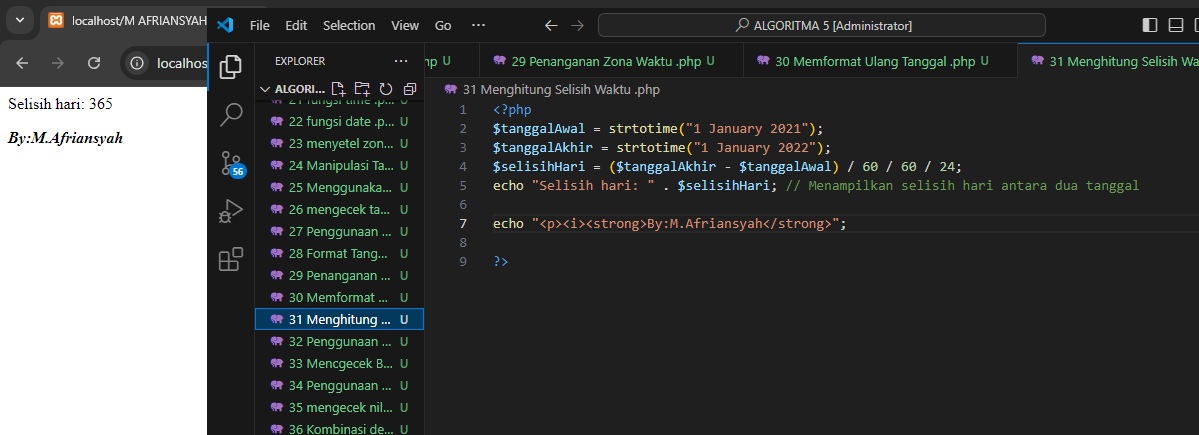 localhost/M AFRIANSYAH
localhos
Selisih hari: 365
By:M.Afriansyah
File Edit Selection View Go ··· ALGORITMA 5 [Administrator]
EXPLORER ···
hp U 29 Penanganan Zona Waktu .php U 30 Memformat Ulang Tanggal .php U 31 Menghitung Selisih Wa
ALGORI...
21 fungsi time .p... U
22 fungsi date .p... U
23 menyetel zon... U
24 Manipulasi Ta... U
25 Menggunaka... U
26 mengecek ta... U
27 Penggunaan ... U
28 Format Tang... U
29 Penanganan ... U
30 Memformat ... U
31 Menghitung ... U
32 Penggunaan ... U
33 Mencgecek B... U
34 Penggunaan ... U
35 mengecek nil... U
36 Kombinasi de... U
56
31 Menghitung Selisih Waktu .php
1 <?php
2 $tanggalAwal = strtotime("1 January 2021");
3 $tanggalAkhir = strtotime("1 January 2022");
4 $selisihHari = ($tanggalAkhir - $tanggalAwal) / 60 / 60 / 24;
5 echo "Selisih hari: " . $selisihHari; // Menampilkan selisih hari antara dua tanggal
6
7 echo "<p><i><strong>By:M.Afriansyah</strong>";
8
9 ?>